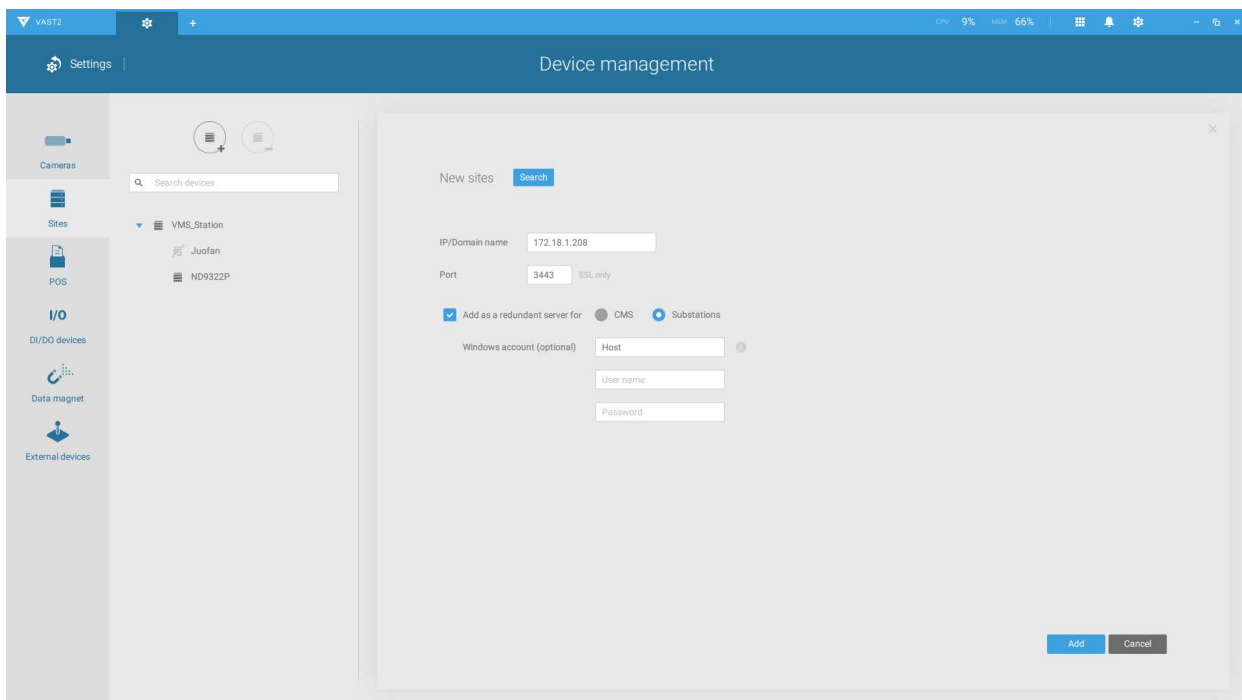 VAST2
+
CPU 9% MEM 66%
Settings
Device management
Cameras
Sites
POS
I/O
DI/DO devices
Data magnet
External devices
Search devices
VMS_Station
Juofan
ND9322P
New sites Search
IP/Domain name 172.18.1.208
Port 3443 SSL only
Add as a redundant server for CMS Substations
Windows account (optional) Host
User name
Password
Add Cancel